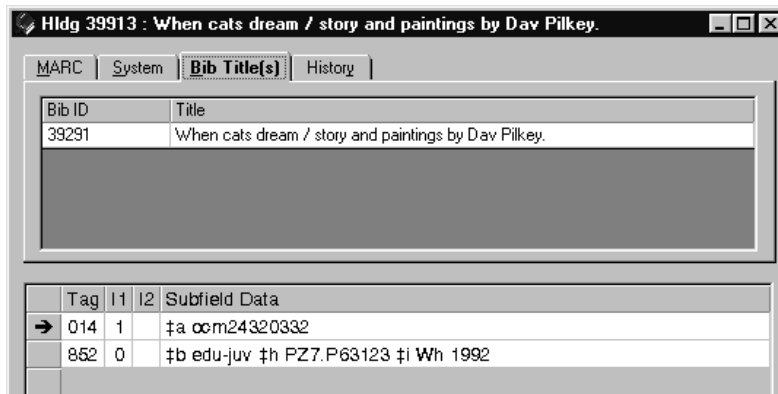 Hldg 39913 : When cats dream / story and paintings by Dav Pilkey.
MARC System Bib Title(s) History
Bib ID Title
39291 When cats dream / story and paintings by Dav Pilkey.
Tag I1 I2 Subfield Data
014 1 ‡a ocm24320332
852 0 ‡b edu-juv ‡h PZ7.P63123 ‡i Wh 1992